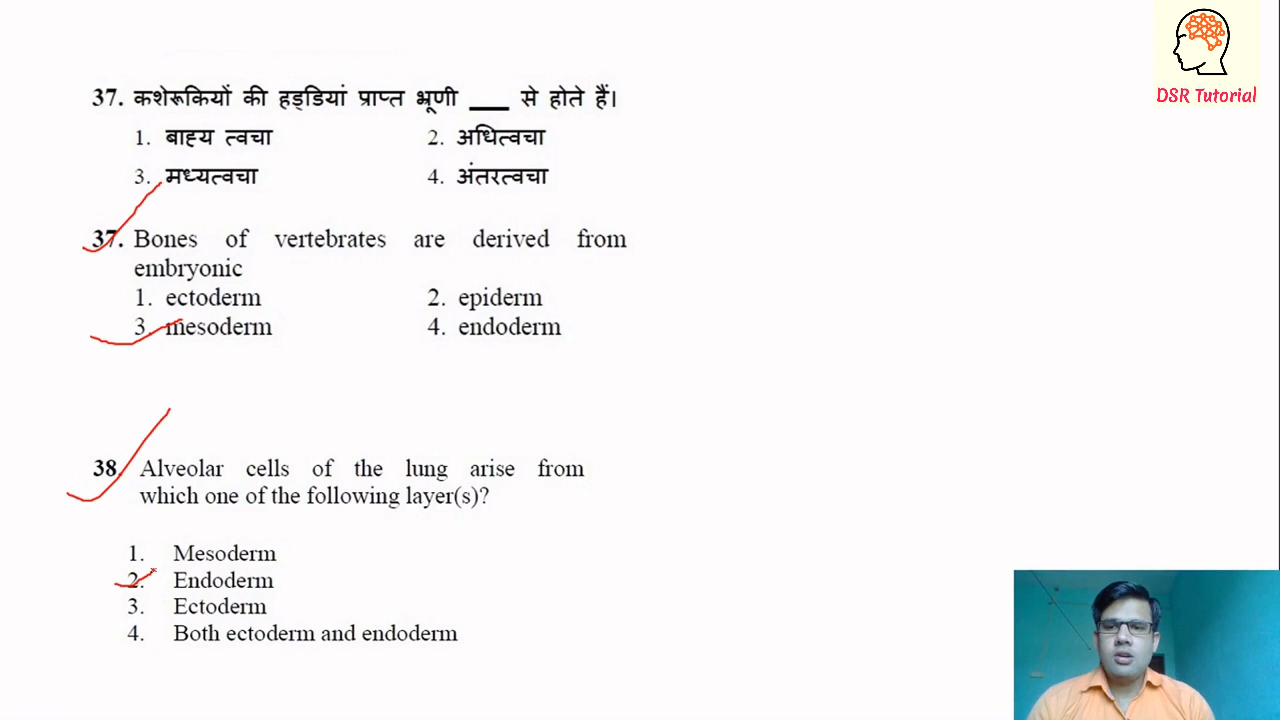 DSR Tutorial
37. कशेरूकियों की हड्डियां प्राप्त भ्रूणी ___ से होते हैं।
1. बाह्य त्वचा 2. अधित्वचा
3. मध्यत्वचा 4. अंतरत्वचा
37. Bones of vertebrates are derived from
embryonic
1. ectoderm 2. epiderm
3. mesoderm 4. endoderm
38. Alveolar cells of the lung arise from
which one of the following layer(s)?
1. Mesoderm
2. Endoderm
3. Ectoderm
4. Both ectoderm and endoderm